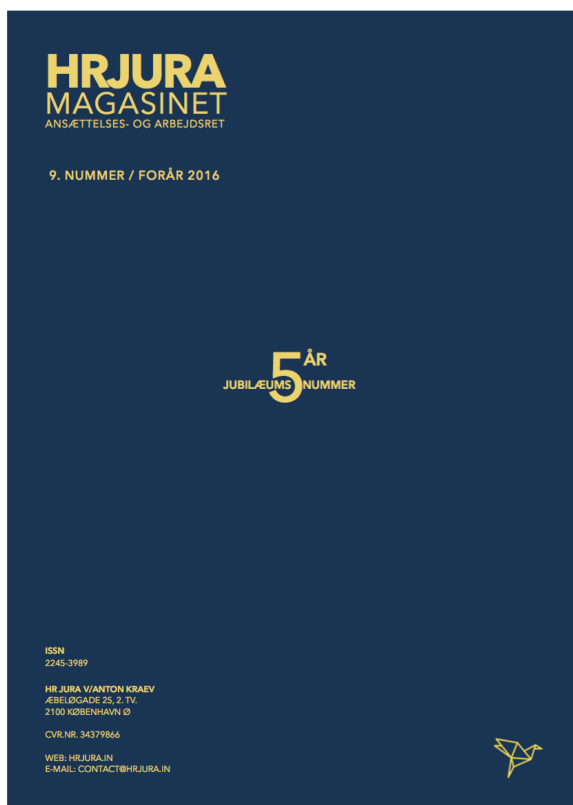 HRJURA
MAGASINET
ANSÆTTELSES- OG ARBEJDSRET
9. NUMMER / FORÅR 2016
5 ÅR
JUBILÆUMS NUMMER
ISSN
2245-3989
HR JURA V/ANTON KRAEV
ÆBELØGADE 25, 2. TV.
2100 KØBENHAVN Ø
CVR.NR. 34379866
WEB: HRJURA.IN
E-MAIL: CONTACT@HRJURA.IN